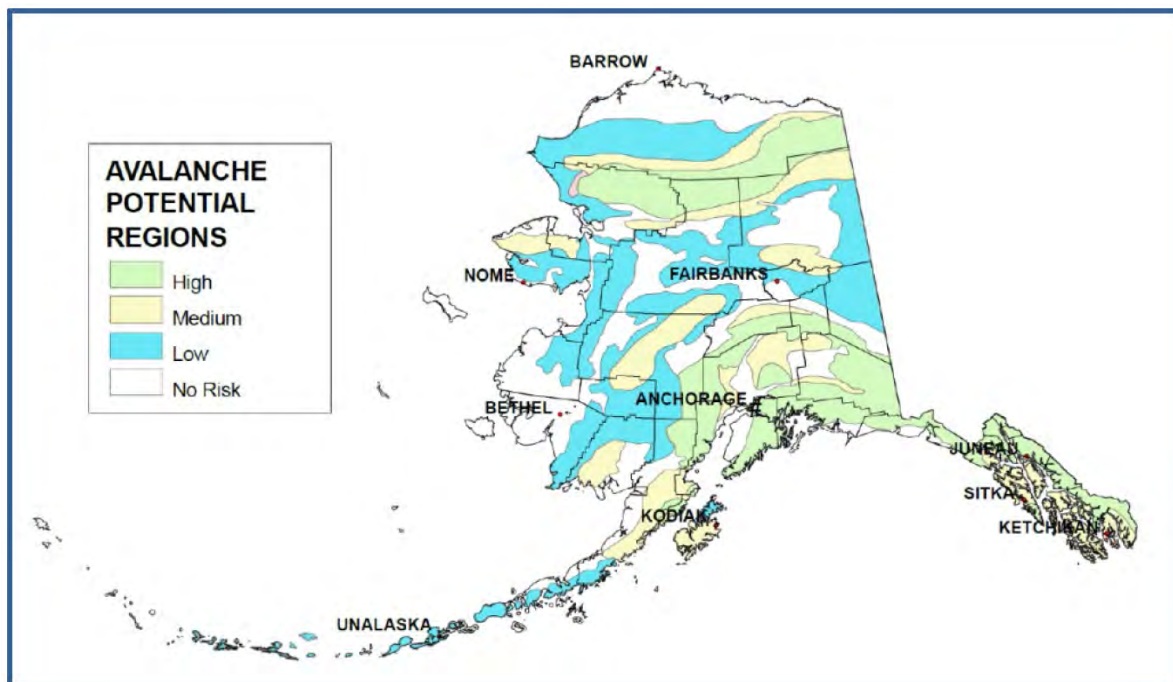 BARROW
AVALANCHE
POTENTIAL
REGIONS
High
Medium
Low
No Risk
NOME
FAIRBANKS
BETHEL
ANCHORAGE
JUNEAU
SITKA
KODIAK
KETCHIKAN
UNALASKA